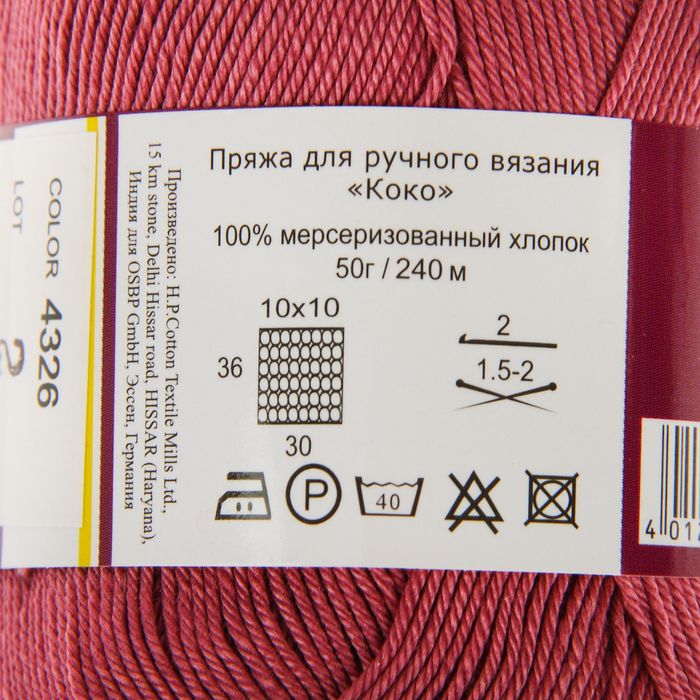 Пряжа для ручного вязания
«Коко»
100% мерсеризованный хлопок
50г / 240 м
10x10
36
30
2
1.5-2
P
40
Произведено: H.P.Cotton Textile Mills Ltd.,
15 km stone, Delhi Hissar road, HISSAR (Haryana),
Индия для OSBP GmbH, Эссен, Германия
COLOR 4326
LOT
4 01